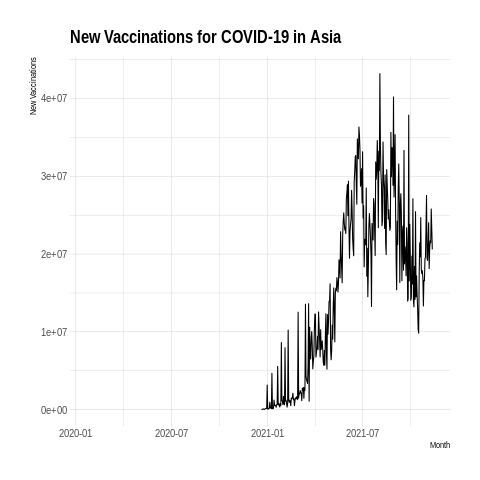 New Vaccinations for COVID-19 in Asia
New Vaccinations
4e+07
3e+07
2e+07
1e+07
0e+00
2020-01
2020-07
2021-01
2021-07
Month